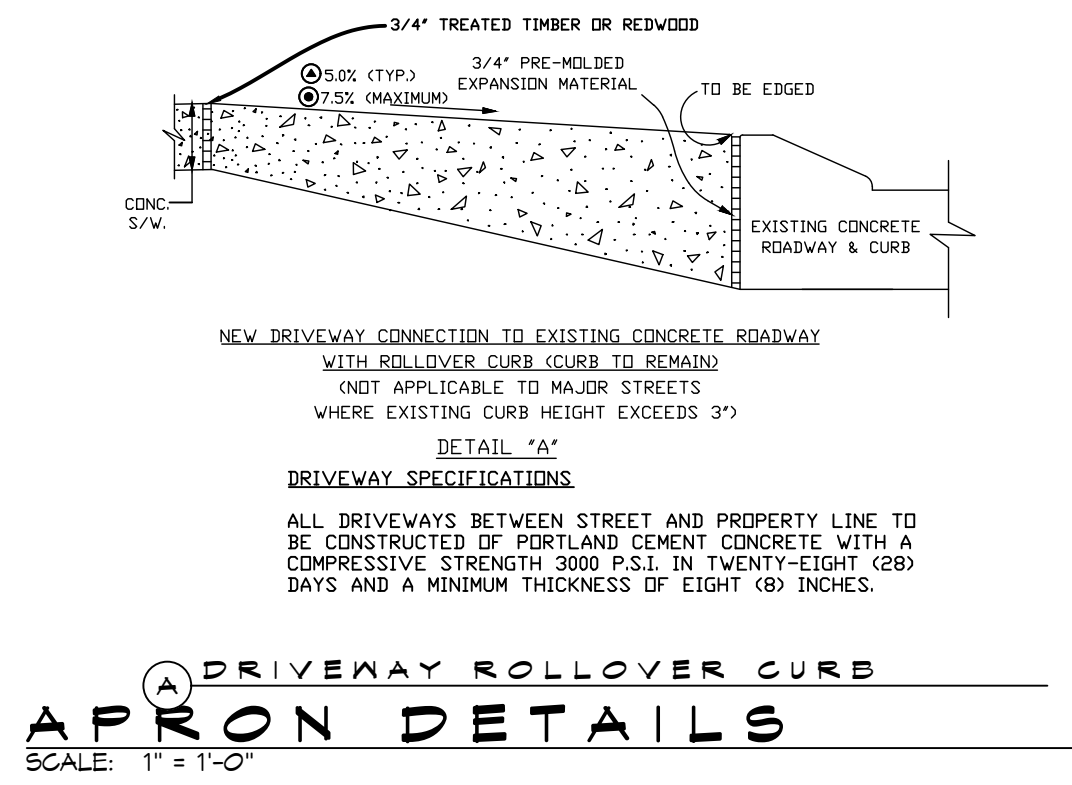 3/4" TREATED TIMBER OR REDWOOD
3/4" PRE-MOLDED
EXPANSION MATERIAL
5.0% (TYP.)
7.5% (MAXIMUM)
TO BE EDGED
CONC.
S/W.
EXISTING CONCRETE
ROADWAY & CURB
NEW DRIVEWAY CONNECTION TO EXISTING CONCRETE ROADWAY
WITH ROLLOVER CURB (CURB TO REMAIN)
(NOT APPLICABLE TO MAJOR STREETS
WHERE EXISTING CURB HEIGHT EXCEEDS 3")
DETAIL "A"
DRIVEWAY SPECIFICATIONS
ALL DRIVEWAYS BETWEEN STREET AND PROPERTY LINE TO
BE CONSTRUCTED OF PORTLAND CEMENT CONCRETE WITH A
COMPRESSIVE STRENGTH 3000 P.S.I. IN TWENTY-EIGHT (28)
DAYS AND A MINIMUM THICKNESS OF EIGHT (8) INCHES.
A DRIVEWAY ROLLOVER CURB
APRON DETAILS
SCALE: 1" = 1'-0"